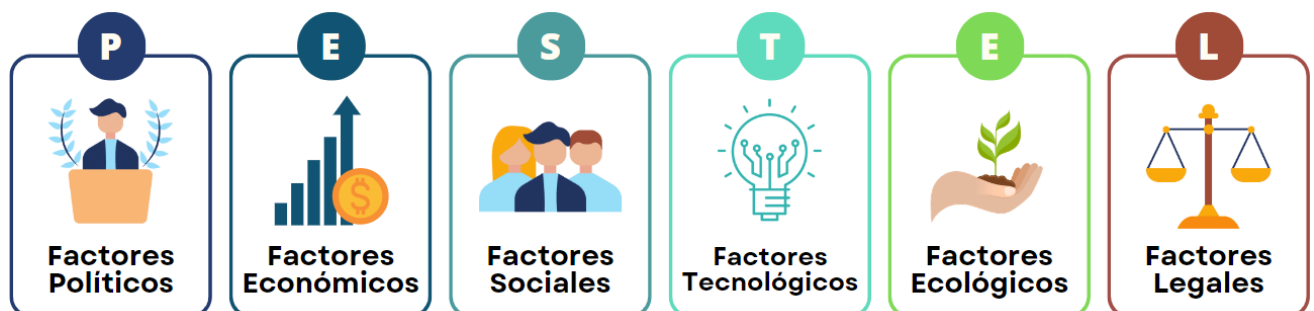 P
Factores
Políticos
E
$
Factores
Económicos
S
Factores
Sociales
T
Factores
Tecnológicos
E
Factores
Ecológicos
L
Factores
Legales